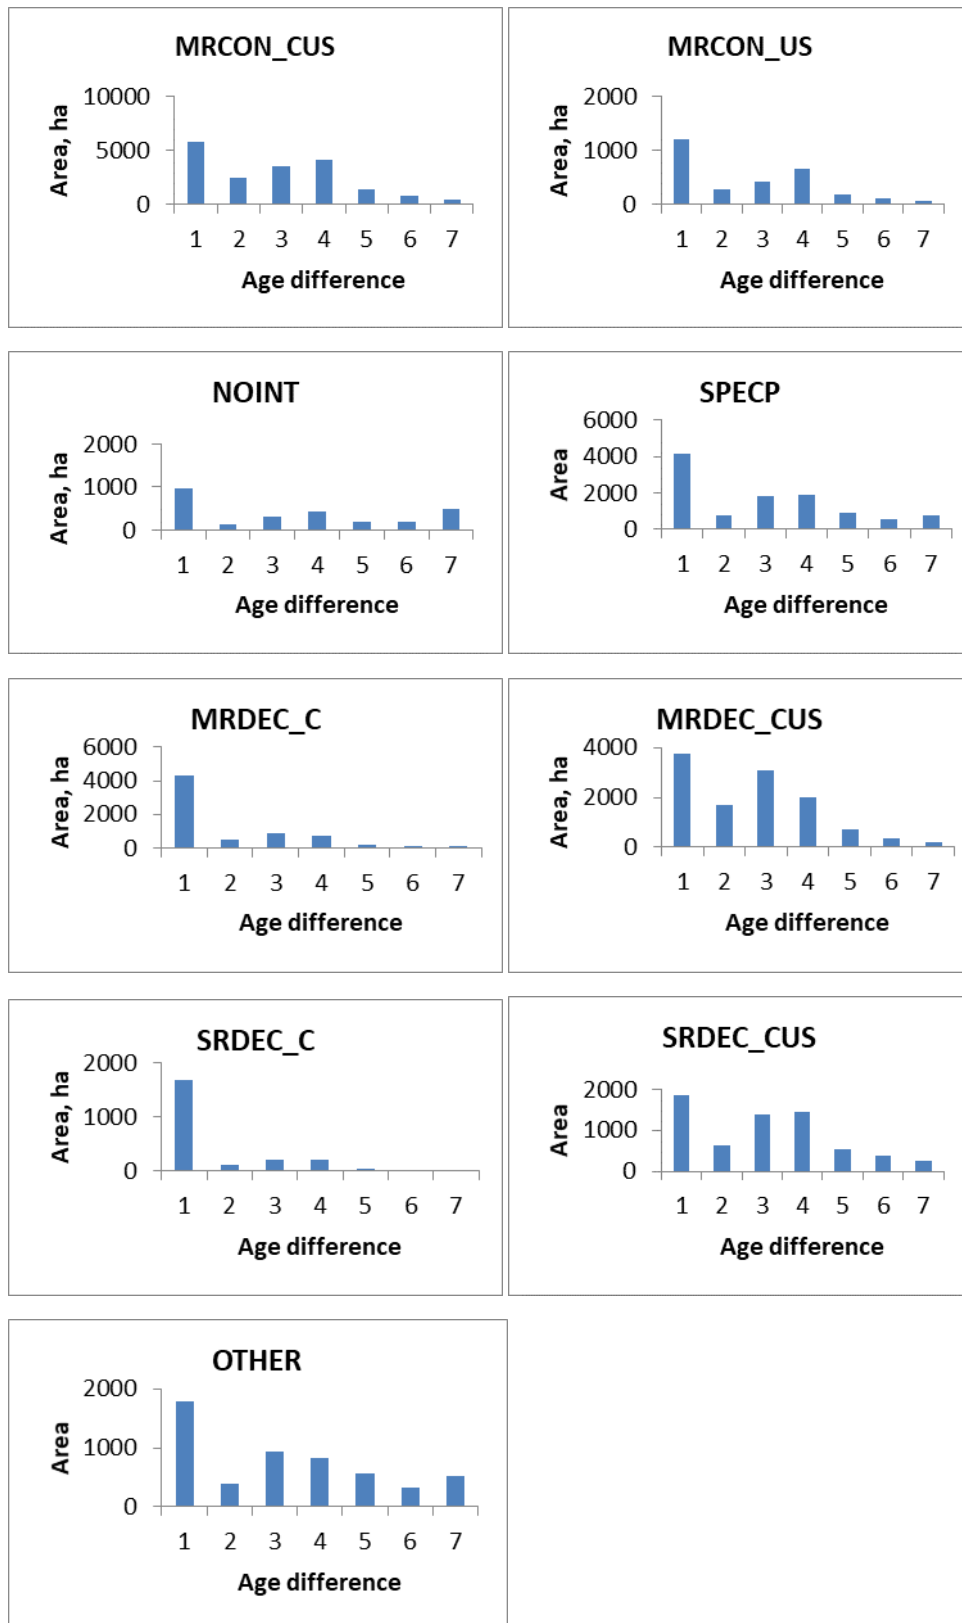 MRCON_CUS
Area, ha
10000
5000
0
1 2 3 4 5 6 7
Age difference
MRCON_US
Area, ha
2000
1000
0
1 2 3 4 5 6 7
Age difference
NOINT
Area, ha
2000
1000
0
1 2 3 4 5 6 7
Age difference
SPECP
Area
6000
4000
2000
0
1 2 3 4 5 6 7
Age difference
MRDEC_C
Area, ha
6000
4000
2000
0
1 2 3 4 5 6 7
Age difference
MRDEC_CUS
Area, ha
4000
2000
0
1 2 3 4 5 6 7
Age difference
SRDEC_C
Area, ha
2000
1000
0
1 2 3 4 5 6 7
Age difference
SRDEC_CUS
Area
2000
1000
0
1 2 3 4 5 6 7
Age difference
OTHER
Area
2000
1000
0
1 2 3 4 5 6 7
Age difference